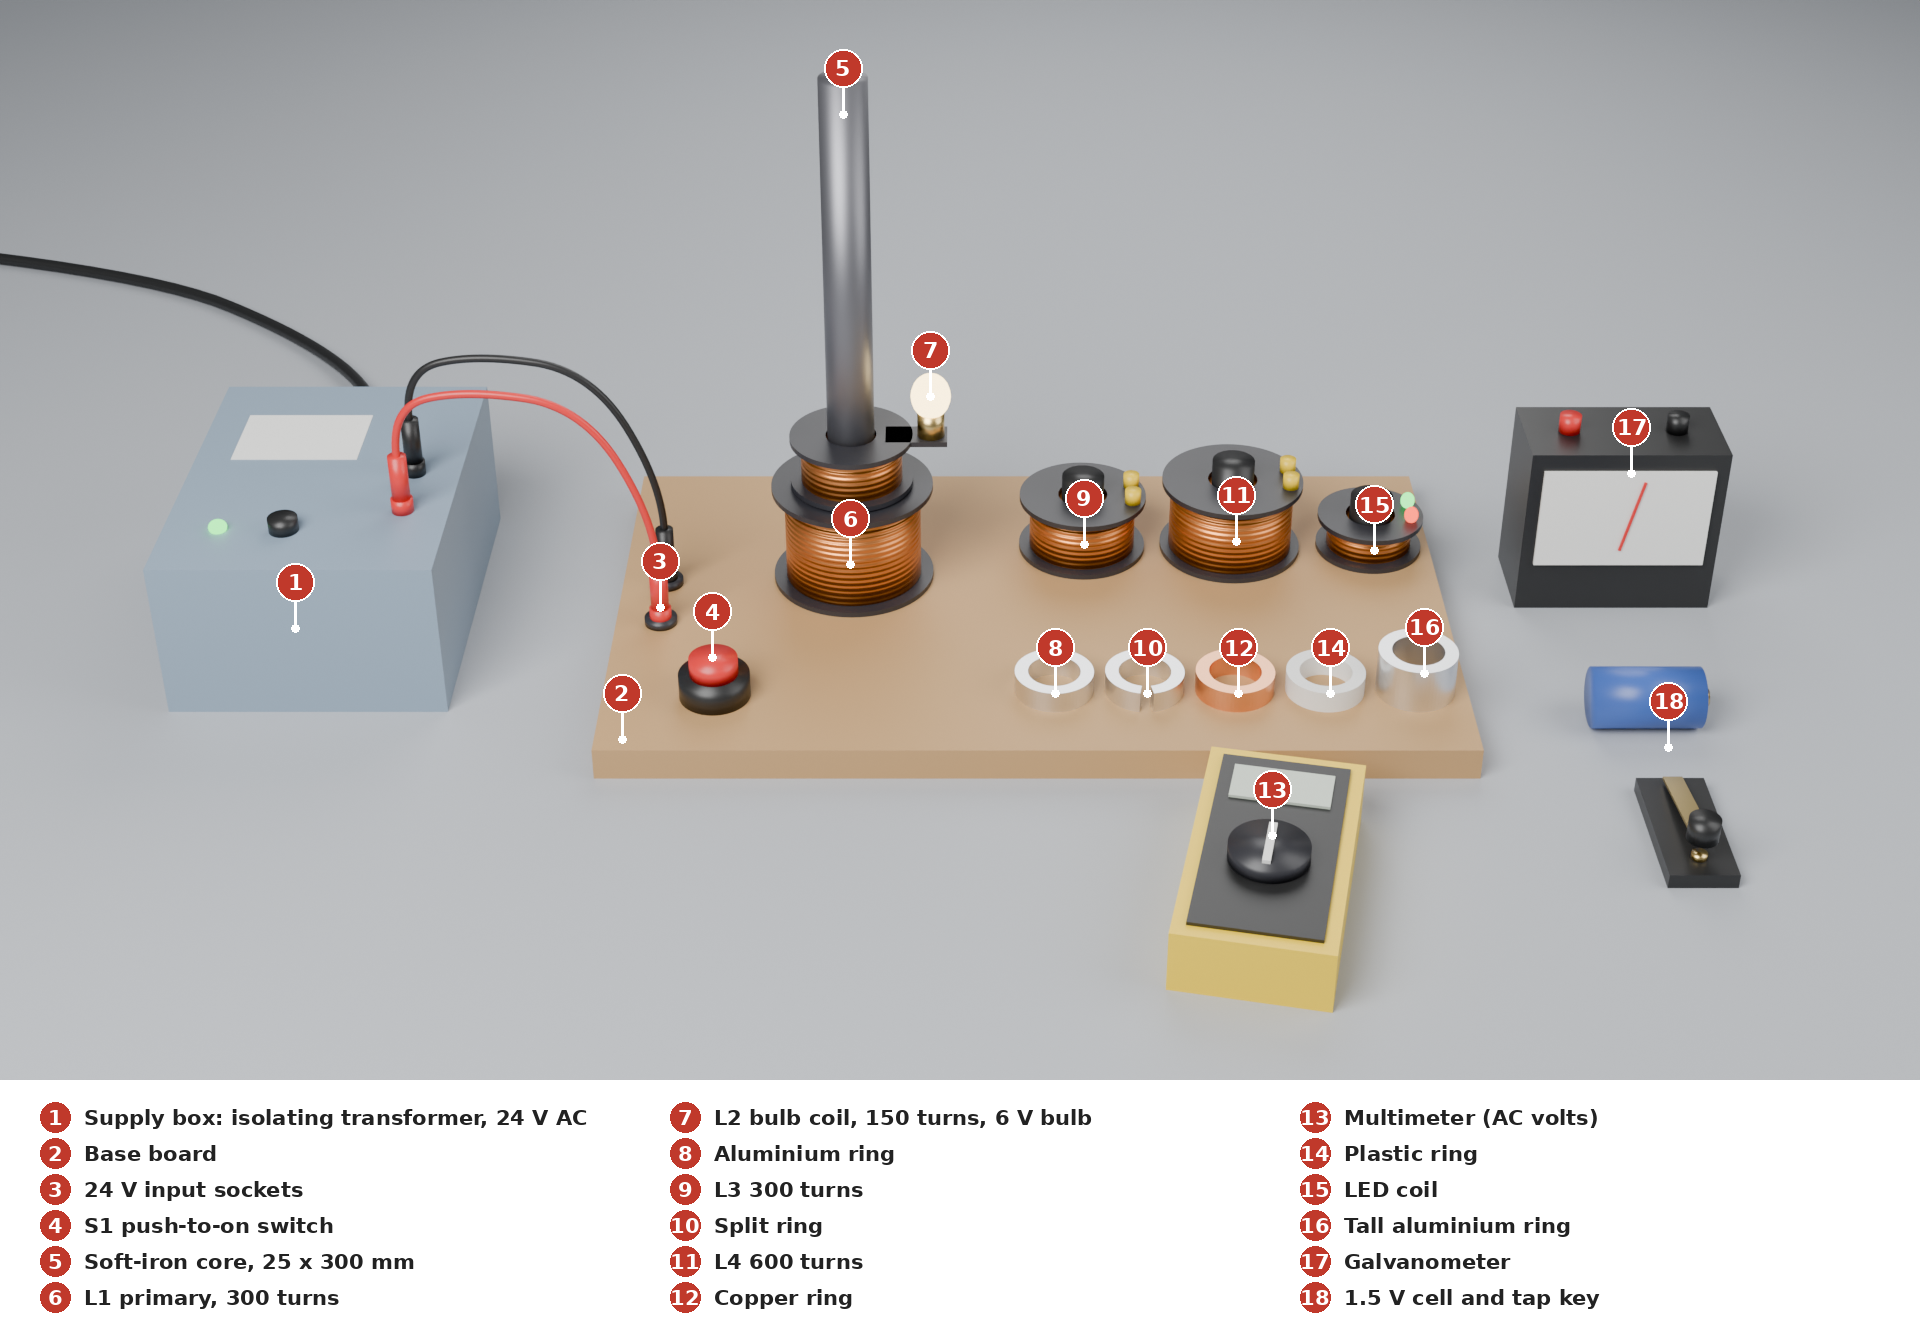 5
7
9
11
15
17
6
3
1
4
16
8
10
12
14
2
18
13
1 Supply box: isolating transformer, 24 V AC
2 Base board
3 24 V input sockets
4 S1 push-to-on switch
5 Soft-iron core, 25 x 300 mm
6 L1 primary, 300 turns
7 L2 bulb coil, 150 turns, 6 V bulb
8 Aluminium ring
9 L3 300 turns
10 Split ring
11 L4 600 turns
12 Copper ring
13 Multimeter (AC volts)
14 Plastic ring
15 LED coil
16 Tall aluminium ring
17 Galvanometer
18 1.5 V cell and tap key